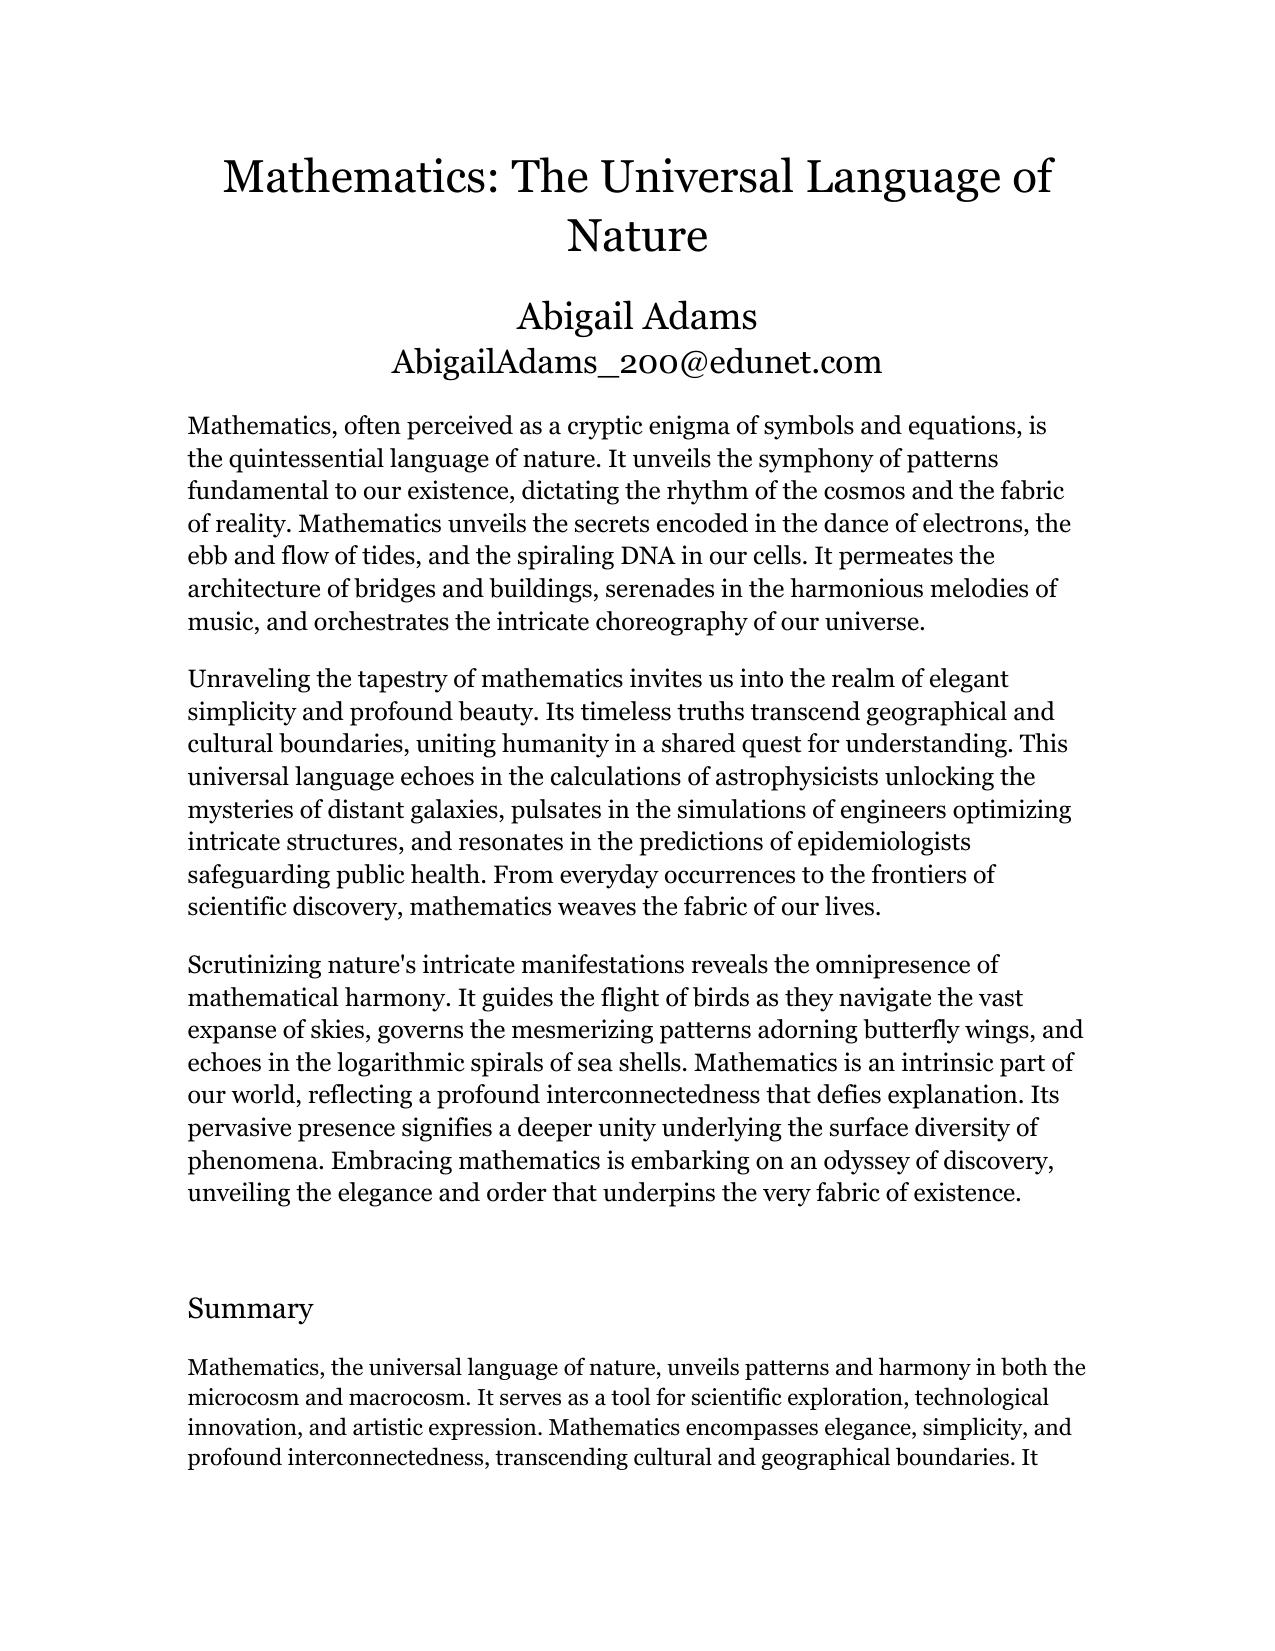 Mathematics: The Universal Language of
Nature
Abigail Adams
AbigailAdams_200@edunet.com
Mathematics, often perceived as a cryptic enigma of symbols and equations, is
the quintessential language of nature. It unveils the symphony of patterns
fundamental to our existence, dictating the rhythm of the cosmos and the fabric
of reality. Mathematics unveils the secrets encoded in the dance of electrons, the
ebb and flow of tides, and the spiraling DNA in our cells. It permeates the
architecture of bridges and buildings, serenades in the harmonious melodies of
music, and orchestrates the intricate choreography of our universe.
Unraveling the tapestry of mathematics invites us into the realm of elegant
simplicity and profound beauty. Its timeless truths transcend geographical and
cultural boundaries, uniting humanity in a shared quest for understanding. This
universal language echoes in the calculations of astrophysicists unlocking the
mysteries of distant galaxies, pulsates in the simulations of engineers optimizing
intricate structures, and resonates in the predictions of epidemiologists
safeguarding public health. From everyday occurrences to the frontiers of
scientific discovery, mathematics weaves the fabric of our lives.
Scrutinizing nature's intricate manifestations reveals the omnipresence of
mathematical harmony. It guides the flight of birds as they navigate the vast
expanse of skies, governs the mesmerizing patterns adorning butterfly wings, and
echoes in the logarithmic spirals of sea shells. Mathematics is an intrinsic part of
our world, reflecting a profound interconnectedness that defies explanation. Its
pervasive presence signifies a deeper unity underlying the surface diversity of
phenomena. Embracing mathematics is embarking on an odyssey of discovery,
unveiling the elegance and order that underpins the very fabric of existence.
Summary
Mathematics, the universal language of nature, unveils patterns and harmony in both the
microcosm and macrocosm. It serves as a tool for scientific exploration, technological
innovation, and artistic expression. Mathematics encompasses elegance, simplicity, and
profound interconnectedness, transcending cultural and geographical boundaries. It